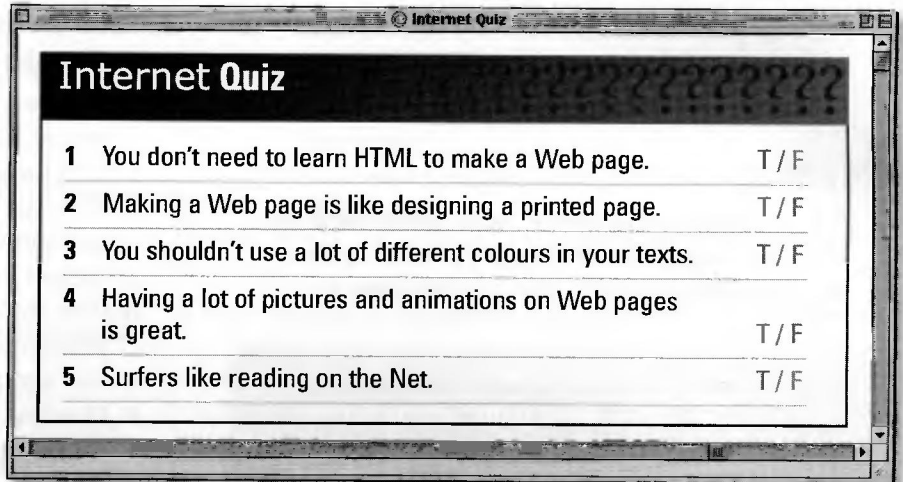 Internet Quiz
Internet Quiz ?????????????
1 You don't need to learn HTML to make a Web page. T / F
2 Making a Web page is like designing a printed page. T / F
3 You shouldn't use a lot of different colours in your texts. T / F
4 Having a lot of pictures and animations on Web pages
is great. T / F
5 Surfers like reading on the Net. T / F